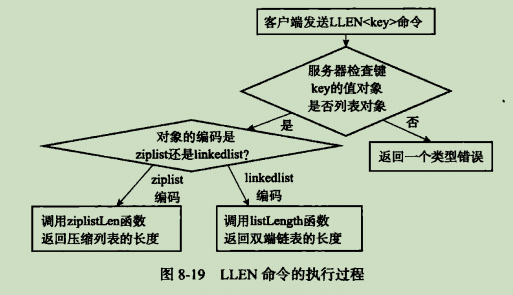 客户端发送LLEN<key>命令
服务器检查键
key的值对象
是否列表对象
是
否
对象的编码是
ziplist还是linkedlist?
返回一个类型错误
ziplist
编码
linkedlist
编码
调用ziplistLen函数
返回压缩列表的长度
调用listLength函数
返回双端链表的长度
图 8-19 LLEN 命令的执行过程